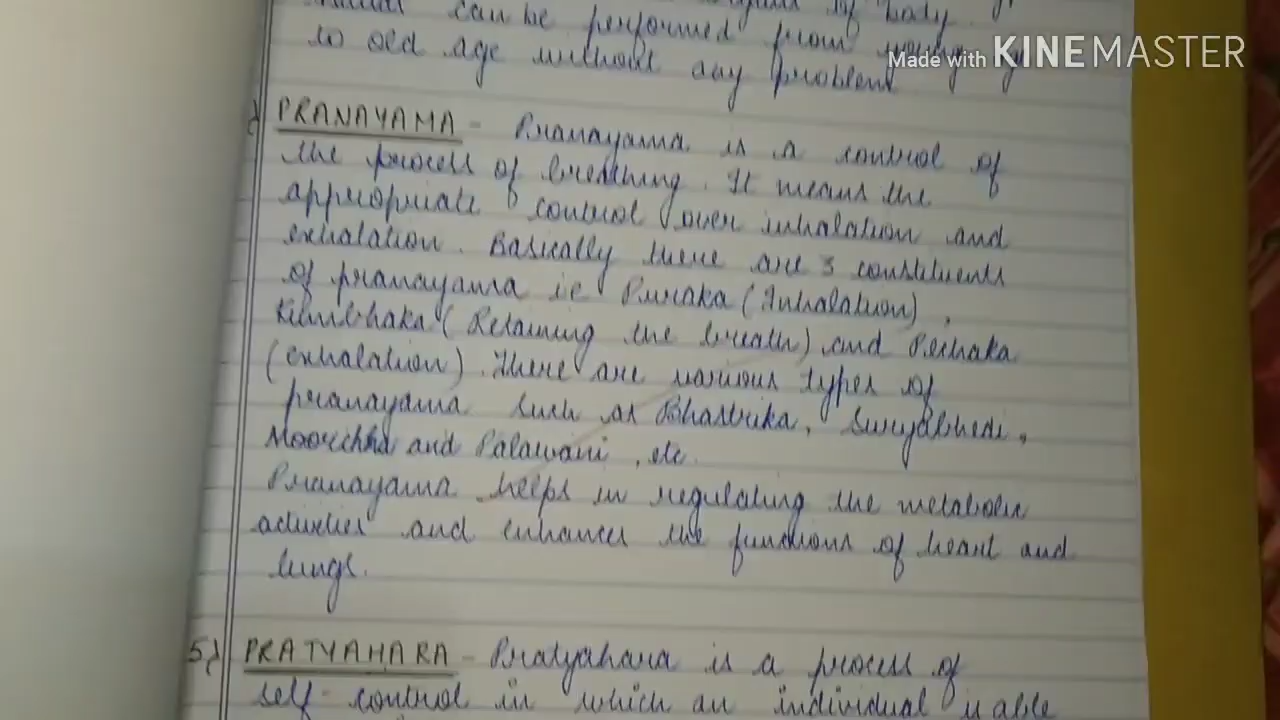 of body.
can be performed from young
to old age without any problem
Made with KINEMASTER
PRANAYAMA - Pranayama is a control of
the process of breathing. It means the
appropriate control over inhalation and
exhalation. Basically there are 3 constituents
of pranayama ie Puraka (Inhalation),
Kumbhaka (Retaining the breath) and Rechaka
(exhalation). There are various types of
pranayama such as Bhastrika, Suryabhedi,
Moorchha and Palawani, etc.
Pranayama helps in regulating the metabolic
activities and enhances the functions of heart and
lungs.
5) PRATYAHARA - Pratyahara is a process of
self-control in which an individual is able